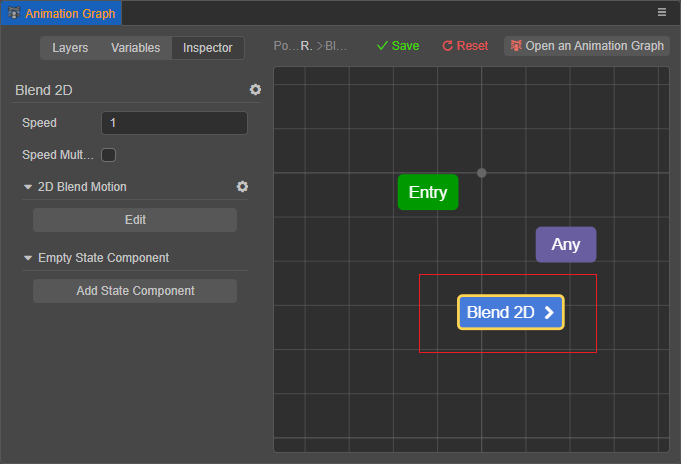 Animation Graph
Layers Variables Inspector
Po... R. > Bl... Save Reset Open an Animation Graph
Blend 2D
Speed 1
Speed Mult...
2D Blend Motion
Edit
Empty State Component
Add State Component
Entry
Any
Blend 2D